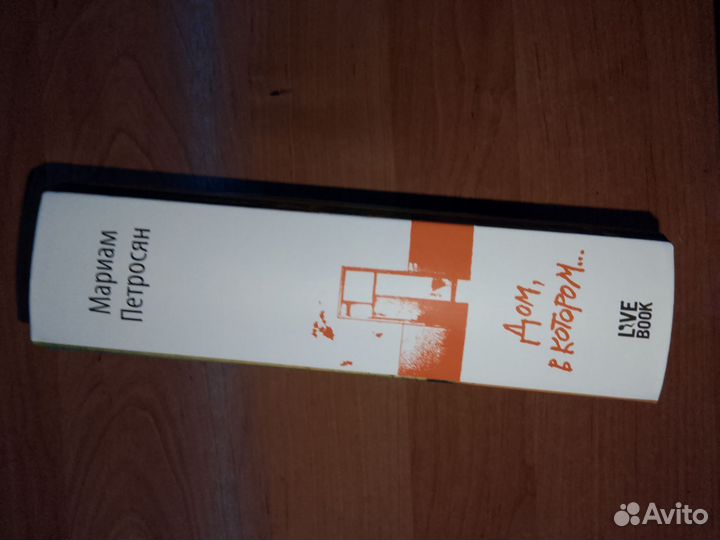 Мариам
Петросян
Дом,
в котором...
LIVE
BOOK
Avito